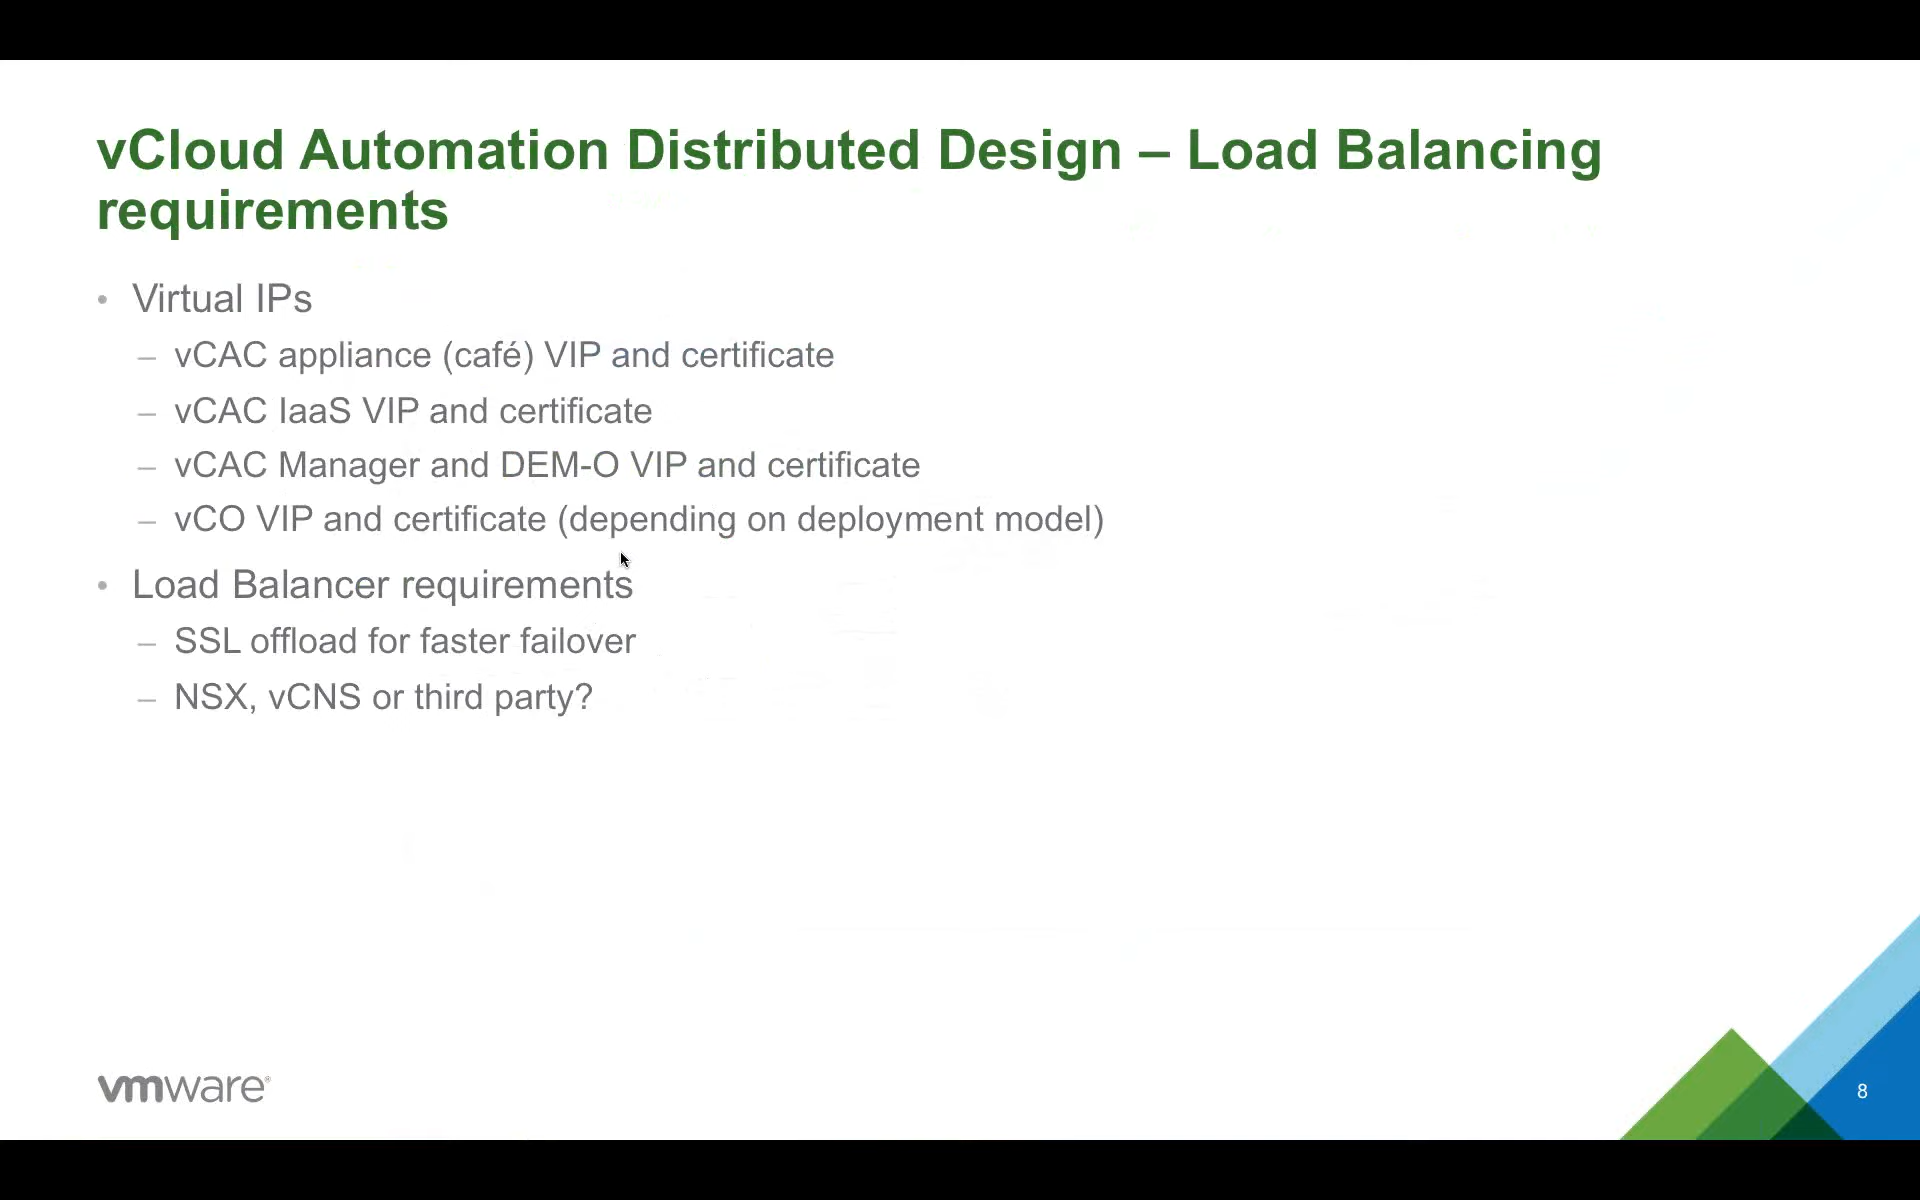 vCloud Automation Distributed Design – Load Balancing
requirements
• Virtual IPs
– vCAC appliance (café) VIP and certificate
– vCAC IaaS VIP and certificate
– vCAC Manager and DEM-O VIP and certificate
– vCO VIP and certificate (depending on deployment model)
• Load Balancer requirements
– SSL offload for faster failover
– NSX, vCNS or third party?
vmware®
8